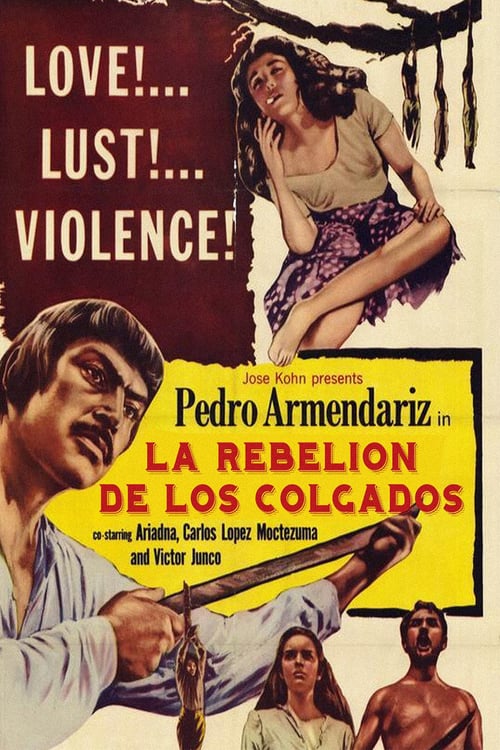 LOVE!...
LUST!...
VIOLENCE!
Jose Kohn presents
Pedro Armendariz in
LA REBELION
DE LOS COLGADOS
co-starring Ariadna, Carlos Lopez Moctezuma
and Victor Junco